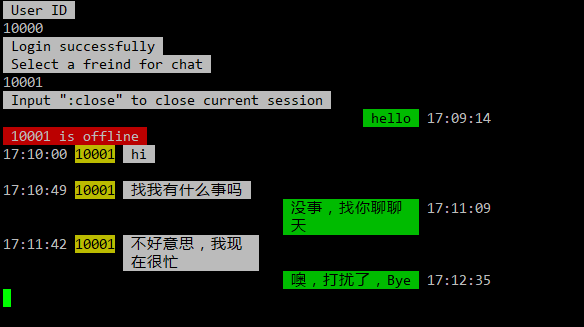 User ID
10000
Login successfully
Select a freind for chat
10001
Input ":close" to close current session
hello 17:09:14
10001 is offline
17:10:00 10001 hi
17:10:49 10001 找我有什么事吗
没事，找你聊聊 17:11:09
天
17:11:42 10001 不好意思，我现
在很忙
噢，打扰了，Bye 17:12:35